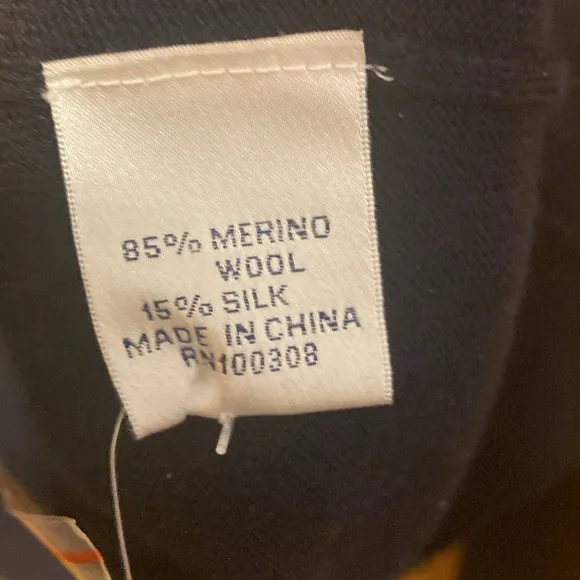 85% MERINO
WOOL
15% SILK
MADE IN CHINA
RN100308